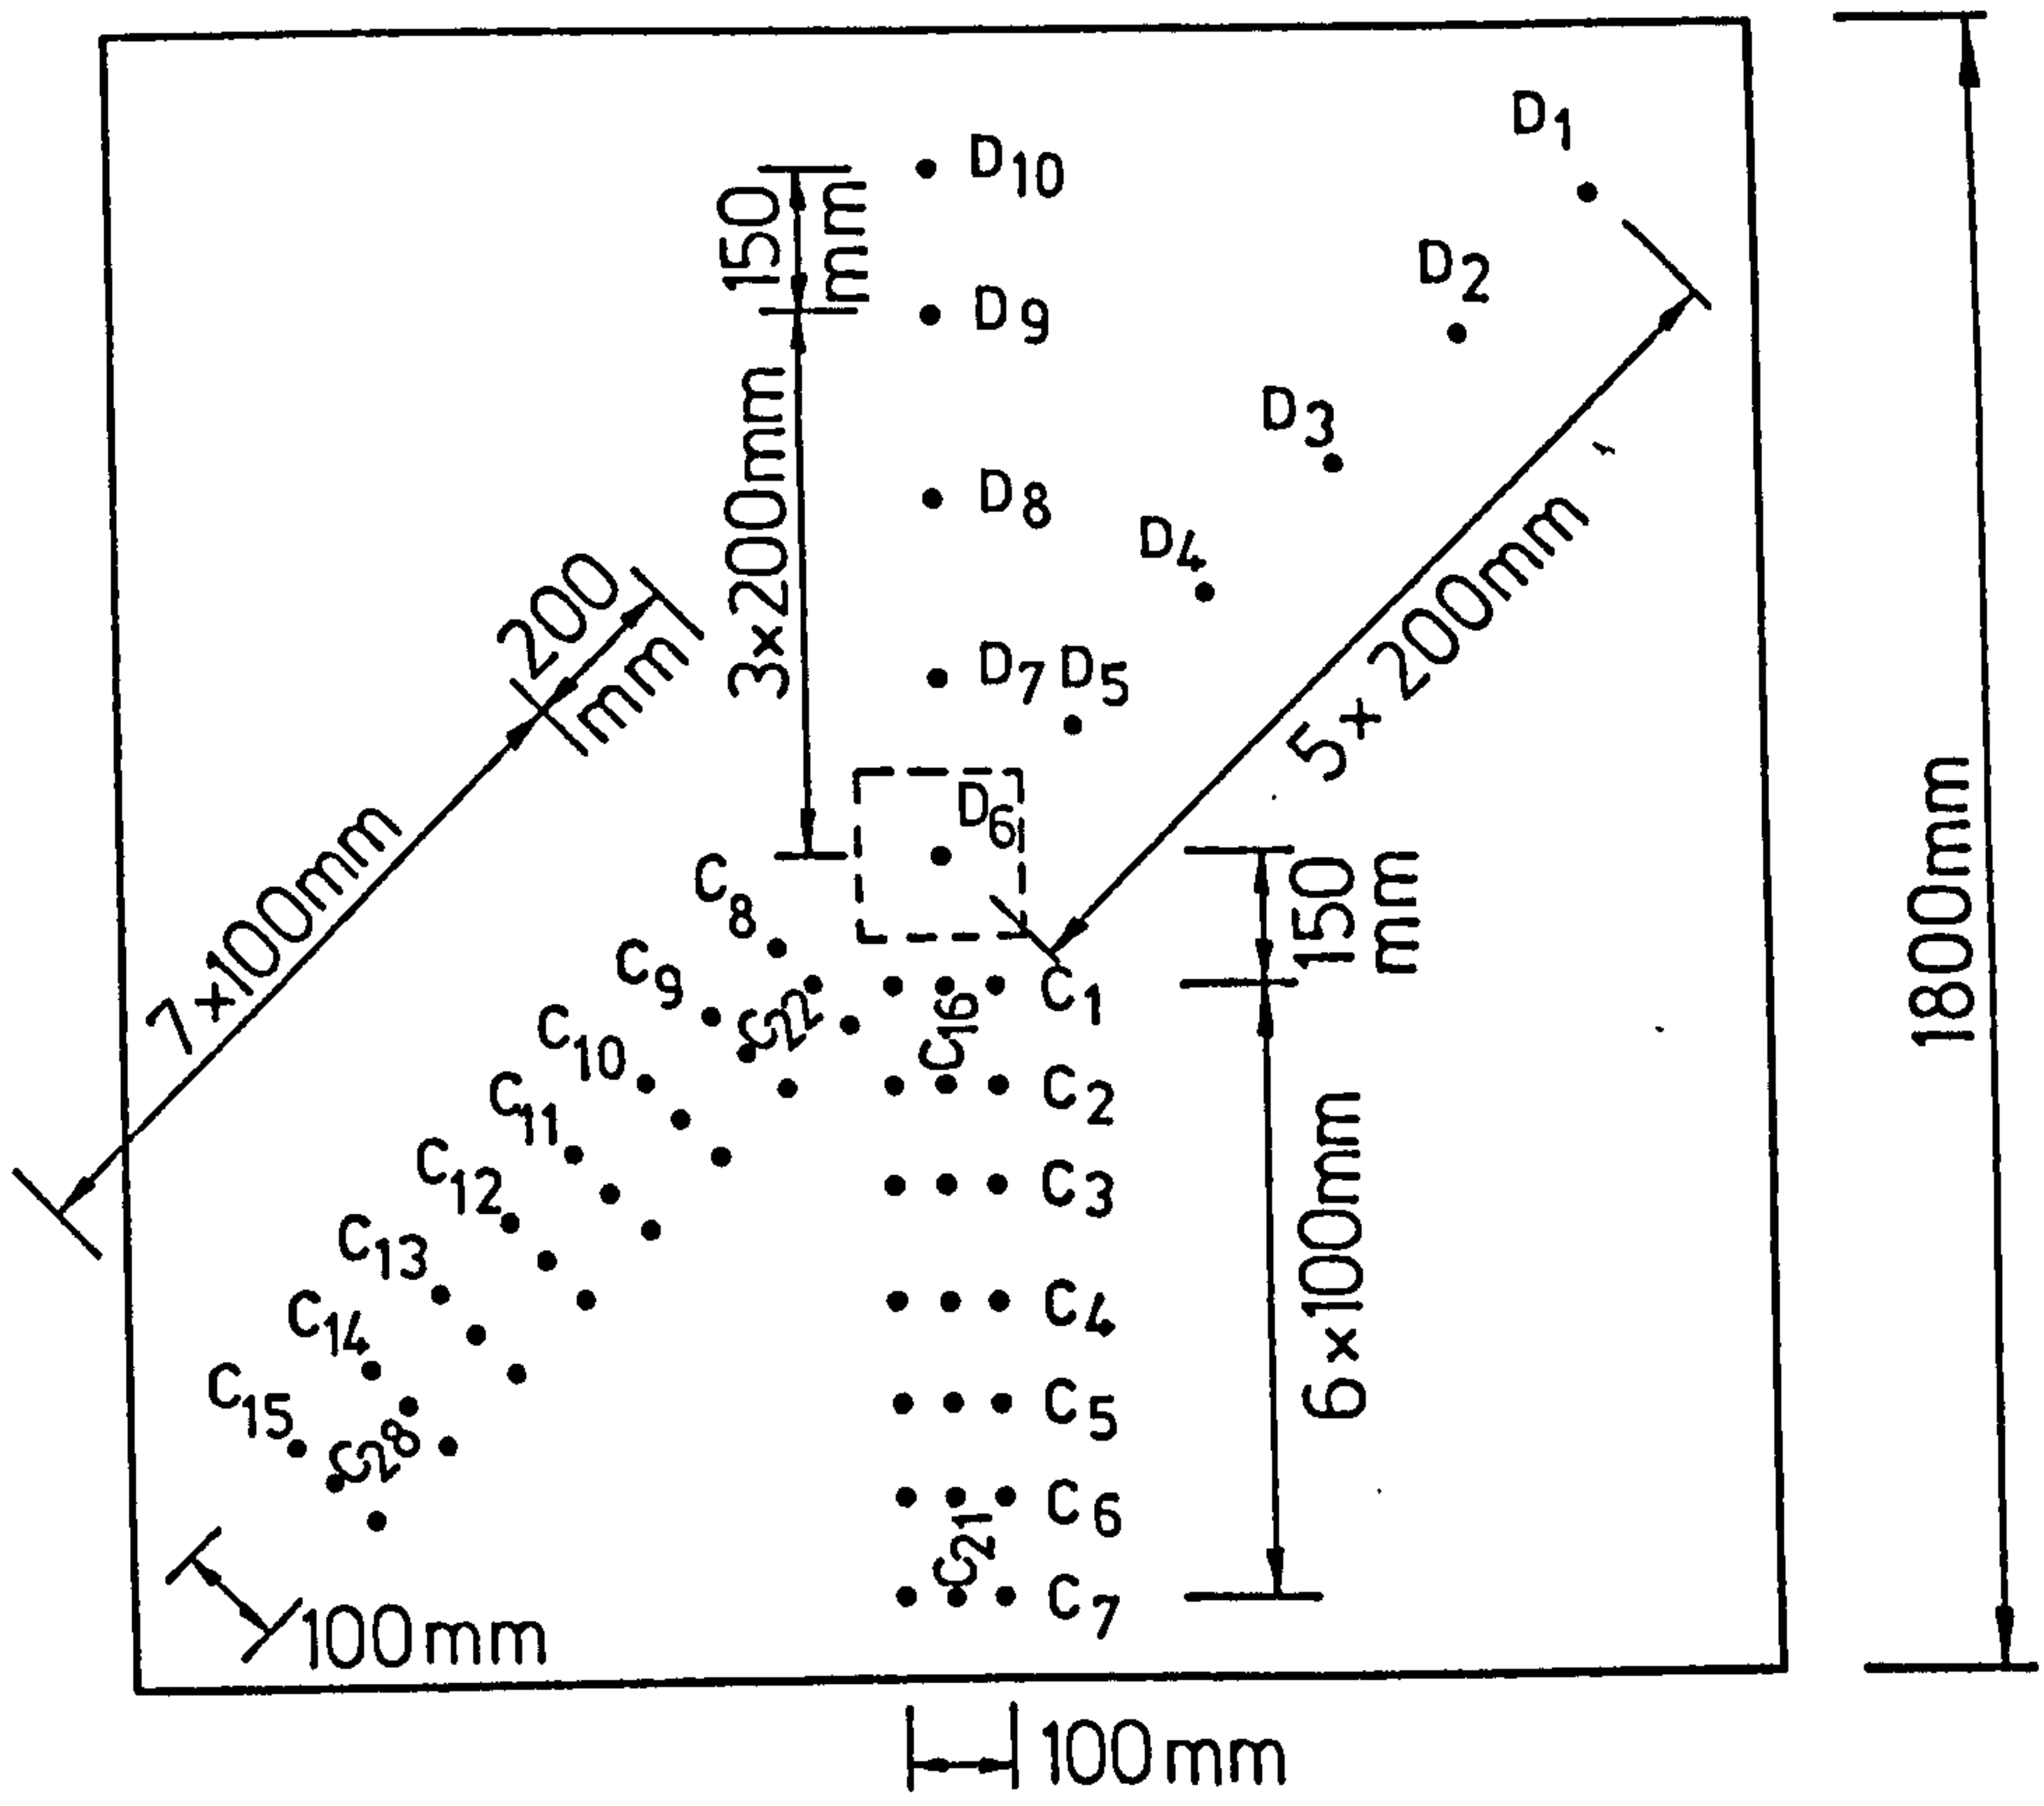 D1
D10
150 mm
D2
D9
D3
3×200mm
D8
D4
200 mm
5+200mm
D7 D5
D6
7+100mm
C8
150 mm
1800mm
C9
C22
C16
C1
C10
C2
C11
C12
C3
6×100mm
C13
C14
C4
C15
C28
C5
C6
C21
C7
100mm
100mm